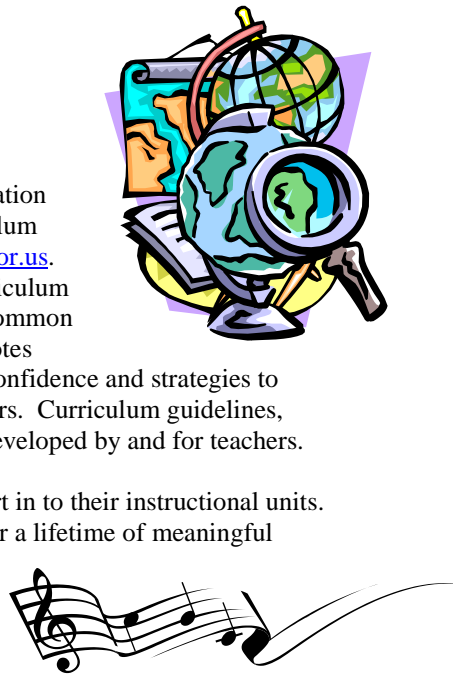 ation
lum
or.us.
iculum
ommon
otes
onfidence and strategies to
rs. Curriculum guidelines,
eveloped by and for teachers.
rt in to their instructional units.
r a lifetime of meaningful